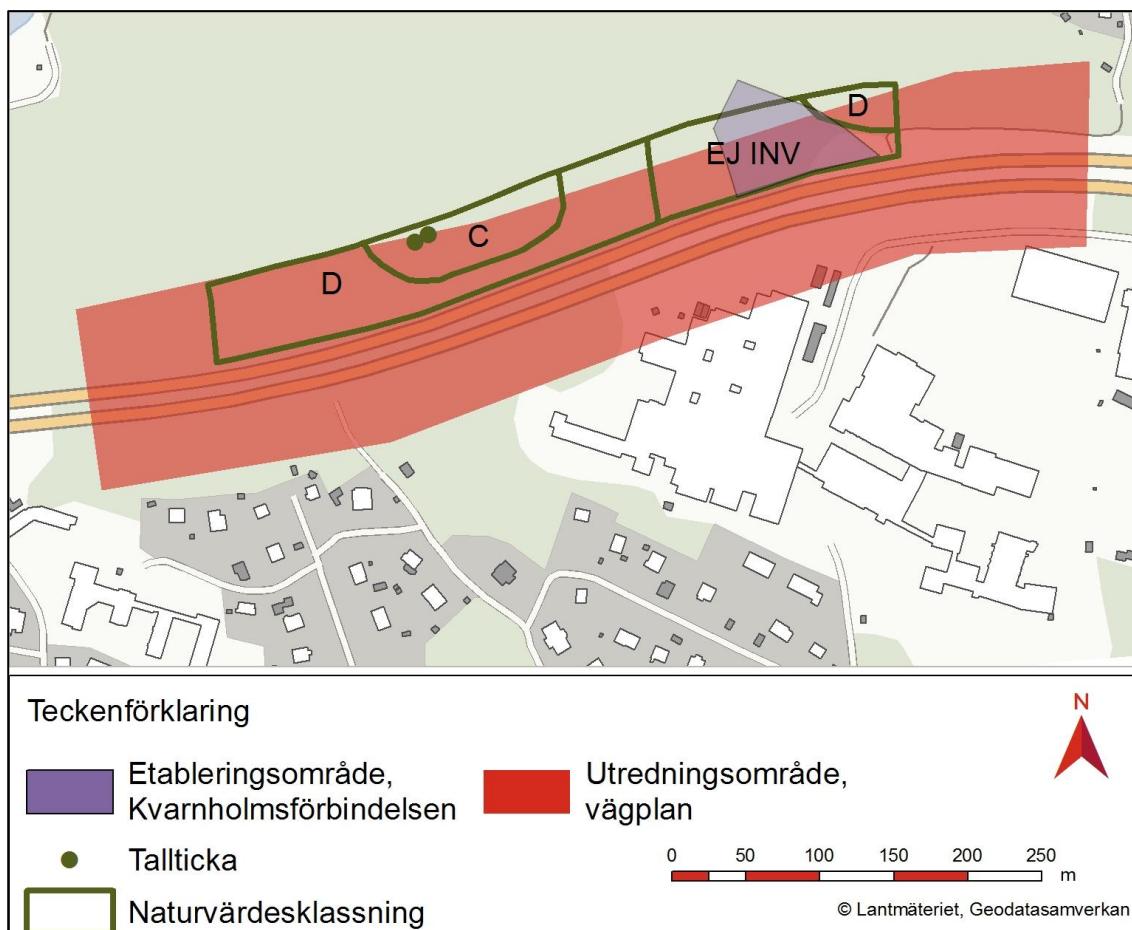 D
EJ INV
C
D
Teckenförklaring
N
Etableringsområde,
Kvarnholmsförbindelsen
Utredningsområde,
vägplan
Tallticka
0 50 100 150 200 250
m
Naturvärdesklassning
© Lantmäteriet, Geodatasamverkan